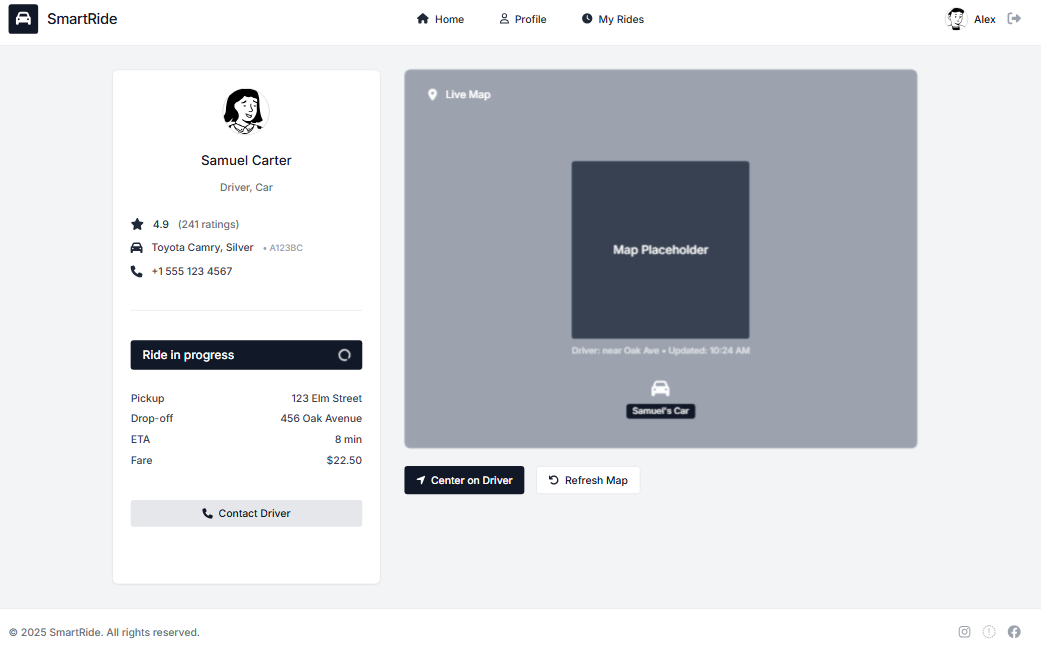 SmartRide
Home
Profile
My Rides
Alex
Samuel Carter
Driver, Car
4.9 (241 ratings)
Toyota Camry, Silver • A123BC
+1 555 123 4567
Ride in progress
Pickup 123 Elm Street
Drop-off 456 Oak Avenue
ETA 8 min
Fare $22.50
Contact Driver
Live Map
Map Placeholder
Driver: near Oak Ave • Updated: 10:24 AM
Samuel's Car
Center on Driver
Refresh Map
© 2025 SmartRide. All rights reserved.